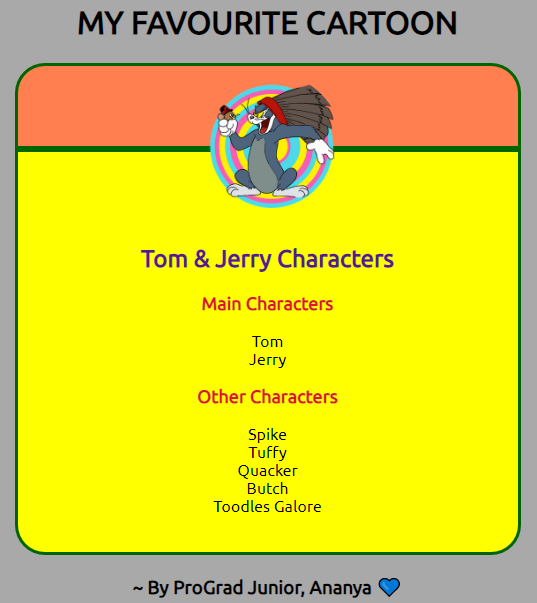 MY FAVOURITE CARTOON
Tom & Jerry Characters
Main Characters
Tom
Jerry
Other Characters
Spike
Tuffy
Quacker
Butch
Toodles Galore
~ By ProGrad Junior, Ananya 💙